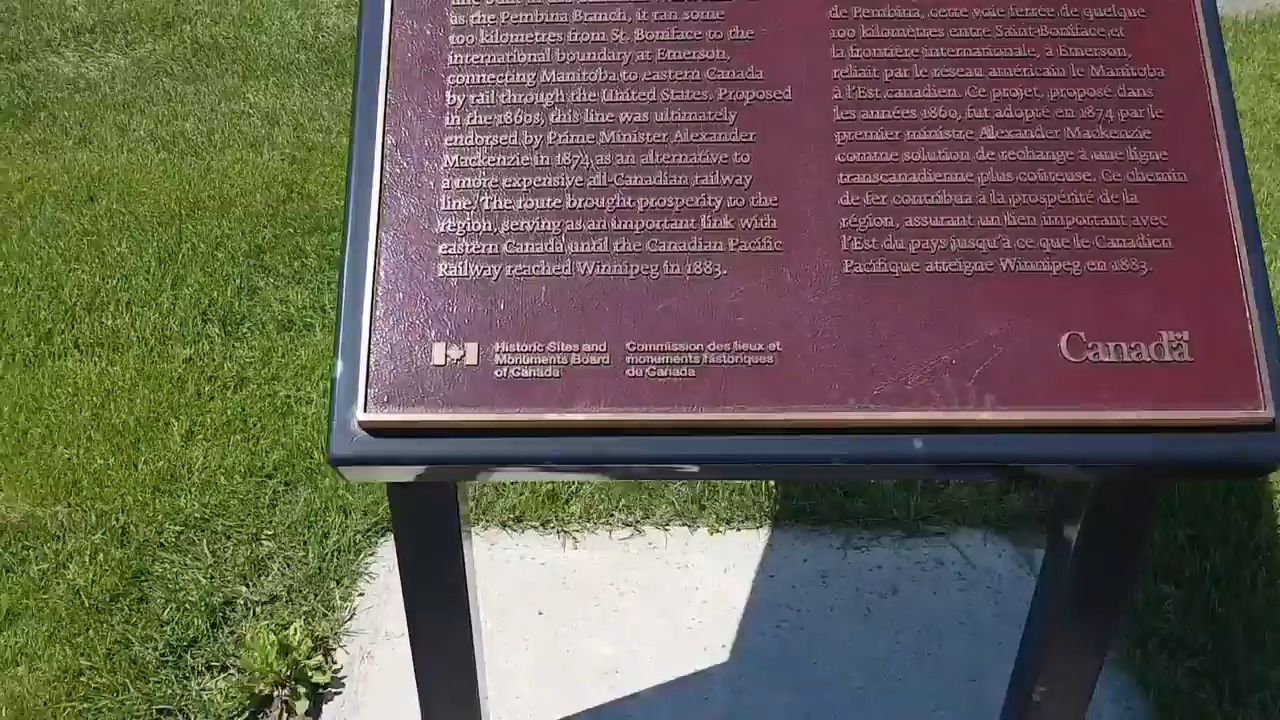 as the Pembina Branch, it ran some
100 kilometres from St. Boniface to the
international boundary at Emerson,
connecting Manitoba to eastern Canada
by rail through the United States. Proposed
in the 1860s, this line was ultimately
endorsed by Prime Minister Alexander
Mackenzie in 1874 as an alternative to
a more expensive all-Canadian railway
line. The route brought prosperity to the
region, serving as an important link with
eastern Canada until the Canadian Pacific
Railway reached Winnipeg in 1883.
de Pembina, cette voie ferrée de quelque
100 kilomètres entre Saint-Boniface et
la frontière internationale, à Emerson,
reliait par le réseau américain le Manitoba
à l'Est canadien. Ce projet, proposé dans
les années 1860, fut adopté en 1874 par le
premier ministre Alexander Mackenzie
comme solution de rechange à une ligne
transcanadienne plus coûteuse. Ce chemin
de fer contribua à la prospérité de la
région, assurant un lien important avec
l'Est du pays jusqu'à ce que le Canadien
Pacifique atteigne Winnipeg en 1883.
Historic Sites and
Monuments Board
of Canada
Commission des lieux et
monuments historiques
du Canada
Canada